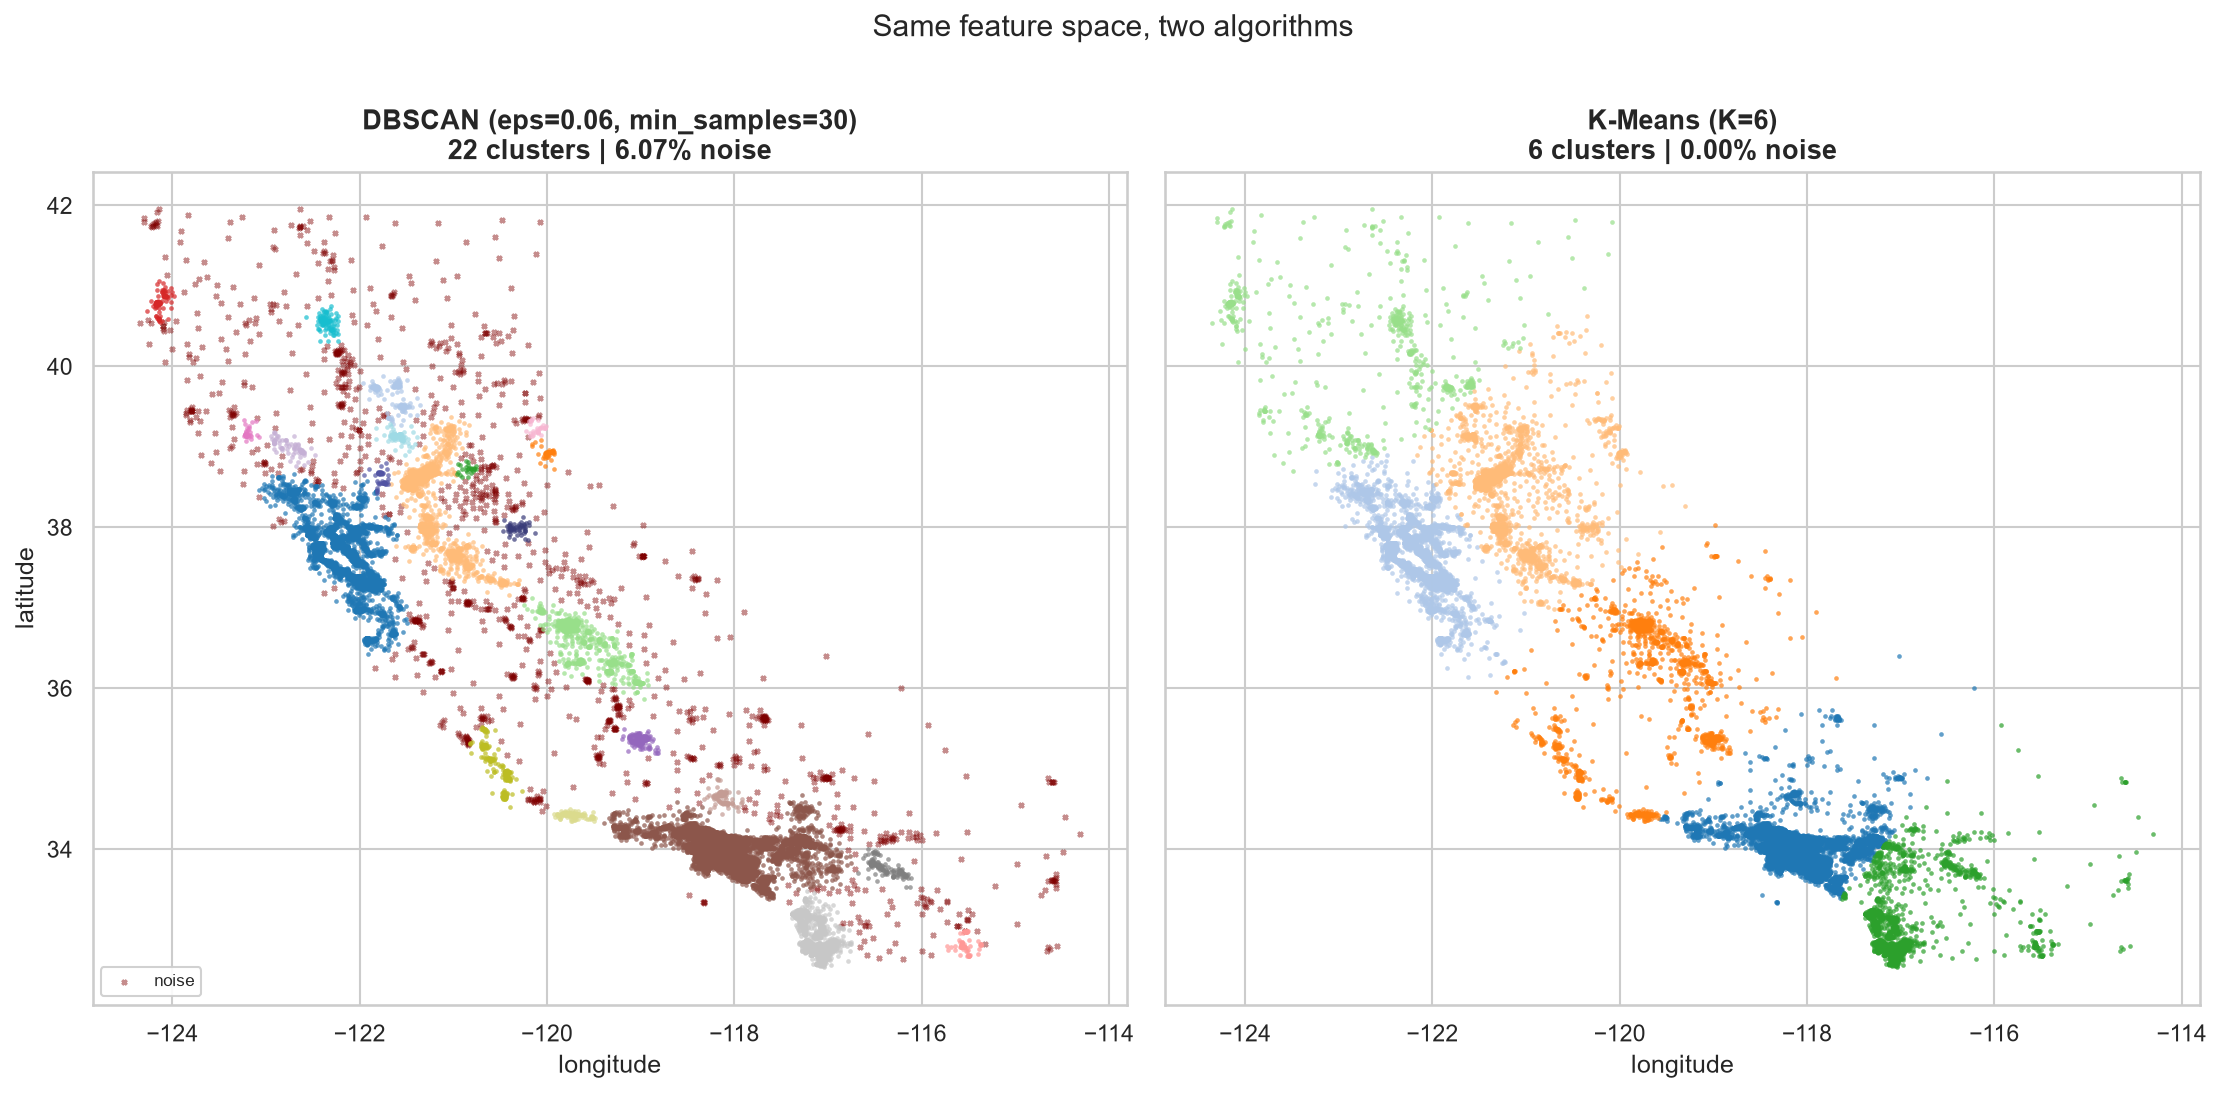 Same feature space, two algorithms
DBSCAN (eps=0.06, min_samples=30)
22 clusters | 6.07% noise
42
40
38
36
34
latitude
noise
−124
−122
−120
−118
−116
−114
longitude
K-Means (K=6)
6 clusters | 0.00% noise
−124
−122
−120
−118
−116
−114
longitude